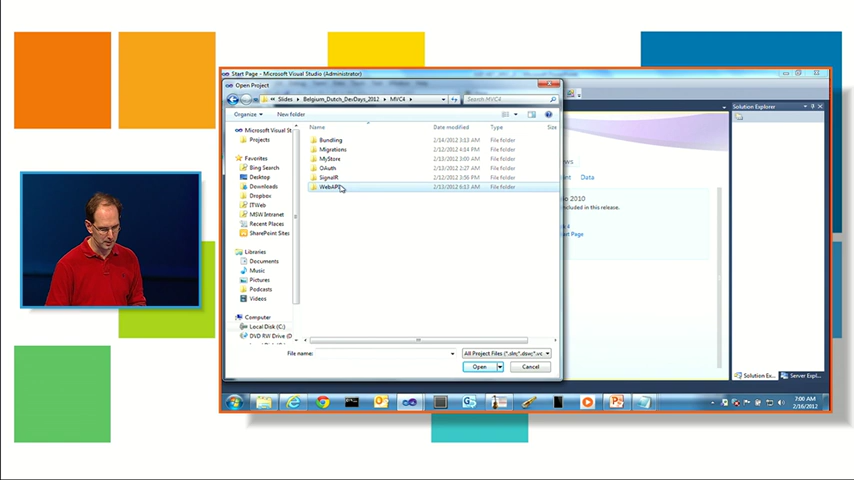 Start Page - Microsoft Visual Studio (Administrator)
Open Project
Slides Belgium_Dutch_DevDays_2012 MVC4
Search MVC4
Organize New folder
Solution Explorer
Microsoft Visual St
Projects
Name Date modified Type Size
Favorites
Bing Search
Desktop
Downloads
Dropbox
ITWeb
MSW Intranet
Recent Places
SharePoint Sites
Bundling 2/14/2012 3:13 AM File folder
Migrations 2/12/2012 4:14 PM File folder
MyStore 2/13/2012 3:00 AM File folder
OAuth 2/13/2012 2:27 AM File folder
SignalR 2/12/2012 3:56 PM File folder
WebAPI 2/13/2012 6:13 AM File folder
Libraries
Documents
Music
Pictures
Podcasts
Videos
Computer
Local Disk (C:)
DVD RW Drive (D
ows
Data
io 2010
included in this release.
tart Page
File name:
All Project Files (*.sln;*.dsw;*.vc
Open Cancel
Solution Ex... Server Expl...
7:00 AM
2/16/2012